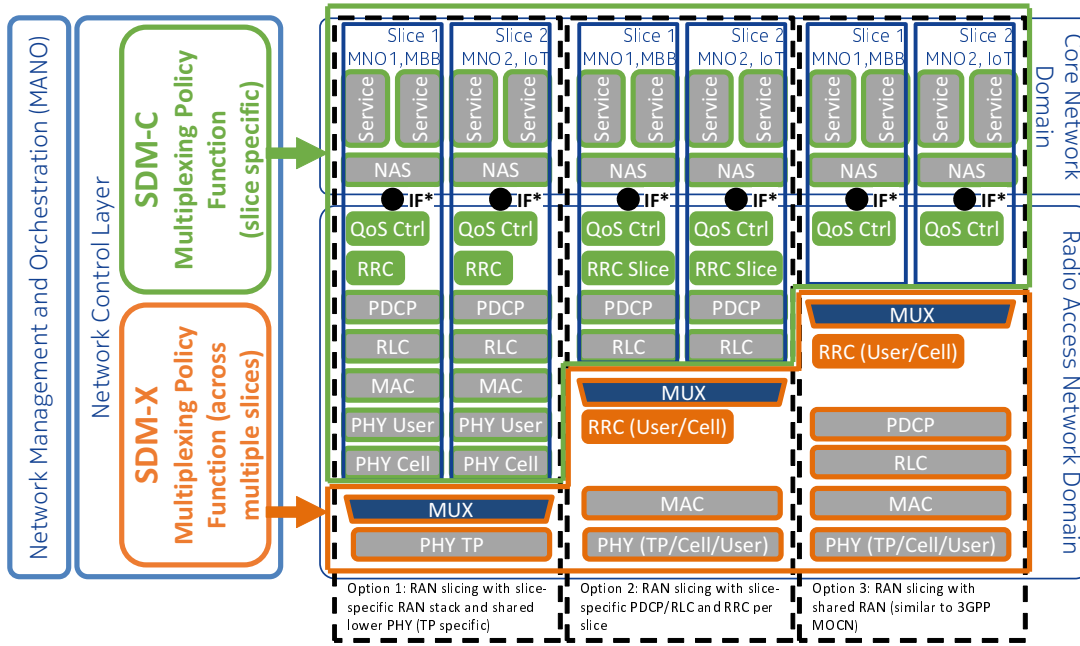 Network Management and Orchestration (MANO)
Network Control Layer
SDM-C
Multiplexing Policy
Function
(slice specific)
SDM-X
Multiplexing Policy
Function (across
multiple slices)
Slice 1
MNO1,MBB
Service
Service
NAS
IF*
QoS Ctrl
RRC
PDCP
RLC
MAC
PHY User
PHY Cell
Slice 2
MNO2, IoT
Service
Service
NAS
IF*
QoS Ctrl
RRC
PDCP
RLC
MAC
PHY User
PHY Cell
MUX
PHY TP
Option 1: RAN slicing with slice-
specific RAN stack and shared
lower PHY (TP specific)
Slice 1
MNO1,MBB
Service
Service
NAS
IF*
QoS Ctrl
RRC Slice
PDCP
RLC
Slice 2
MNO2, IoT
Service
Service
NAS
IF*
QoS Ctrl
RRC Slice
PDCP
RLC
MUX
RRC (User/Cell)
MAC
PHY (TP/Cell/User)
Option 2: RAN slicing with slice-
specific PDCP/RLC and RRC per
slice
Slice 1
MNO1,MBB
Service
Service
NAS
IF*
QoS Ctrl
Slice 2
MNO2, IoT
Service
Service
NAS
IF*
QoS Ctrl
MUX
RRC (User/Cell)
PDCP
RLC
MAC
PHY (TP/Cell/User)
Option 3: RAN slicing with
shared RAN (similar to 3GPP
MOCN)
Core Network
Domain
Radio Access Network Domain